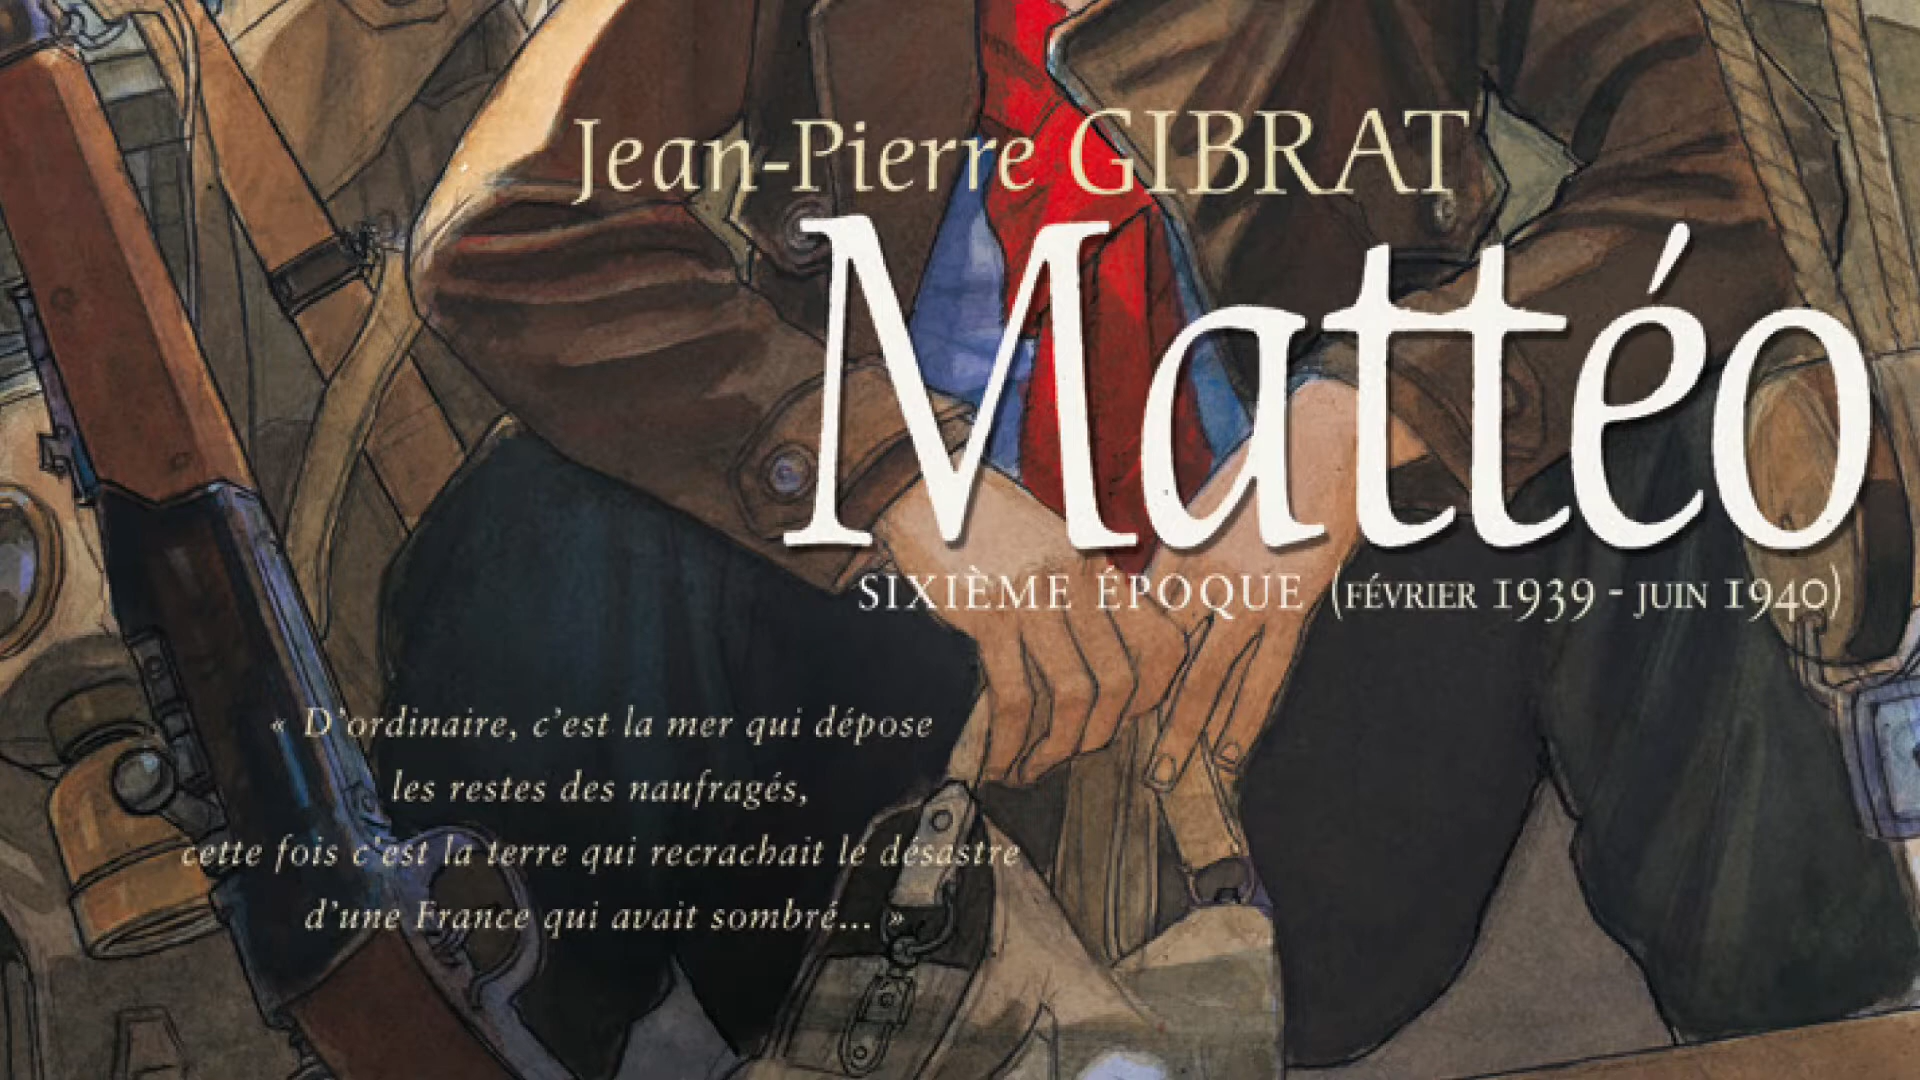 Jean-Pierre GIBRAT
Mattéo
SIXIÈME ÉPOQUE (FÉVRIER 1939 - JUIN 1940)
« D'ordinaire, c'est la mer qui dépose
les restes des naufragés,
cette fois c'est la terre qui recrachait le désastre
d'une France qui avait sombré... »